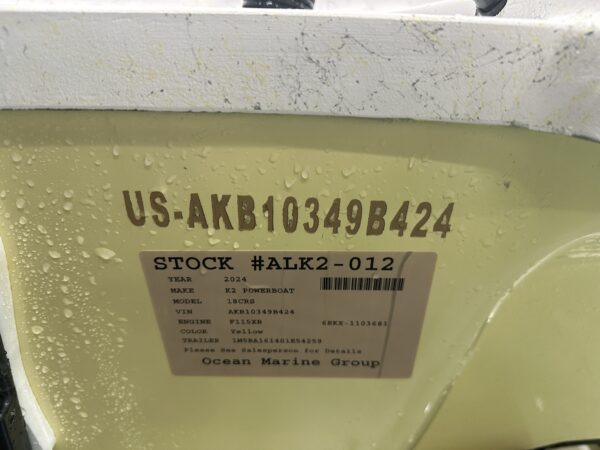 US-AKB10349B424
STOCK #ALK2-012
YEAR 2024
MAKE K2 POWERBOAT
MODEL 18CRS
VIN AKB10349B424
ENGINE F115XB 6EKX-1103681
COLOR Yellow
TRAILER 1M5BA161401E54259
Please See Salesperson for Details
Ocean Marine Group